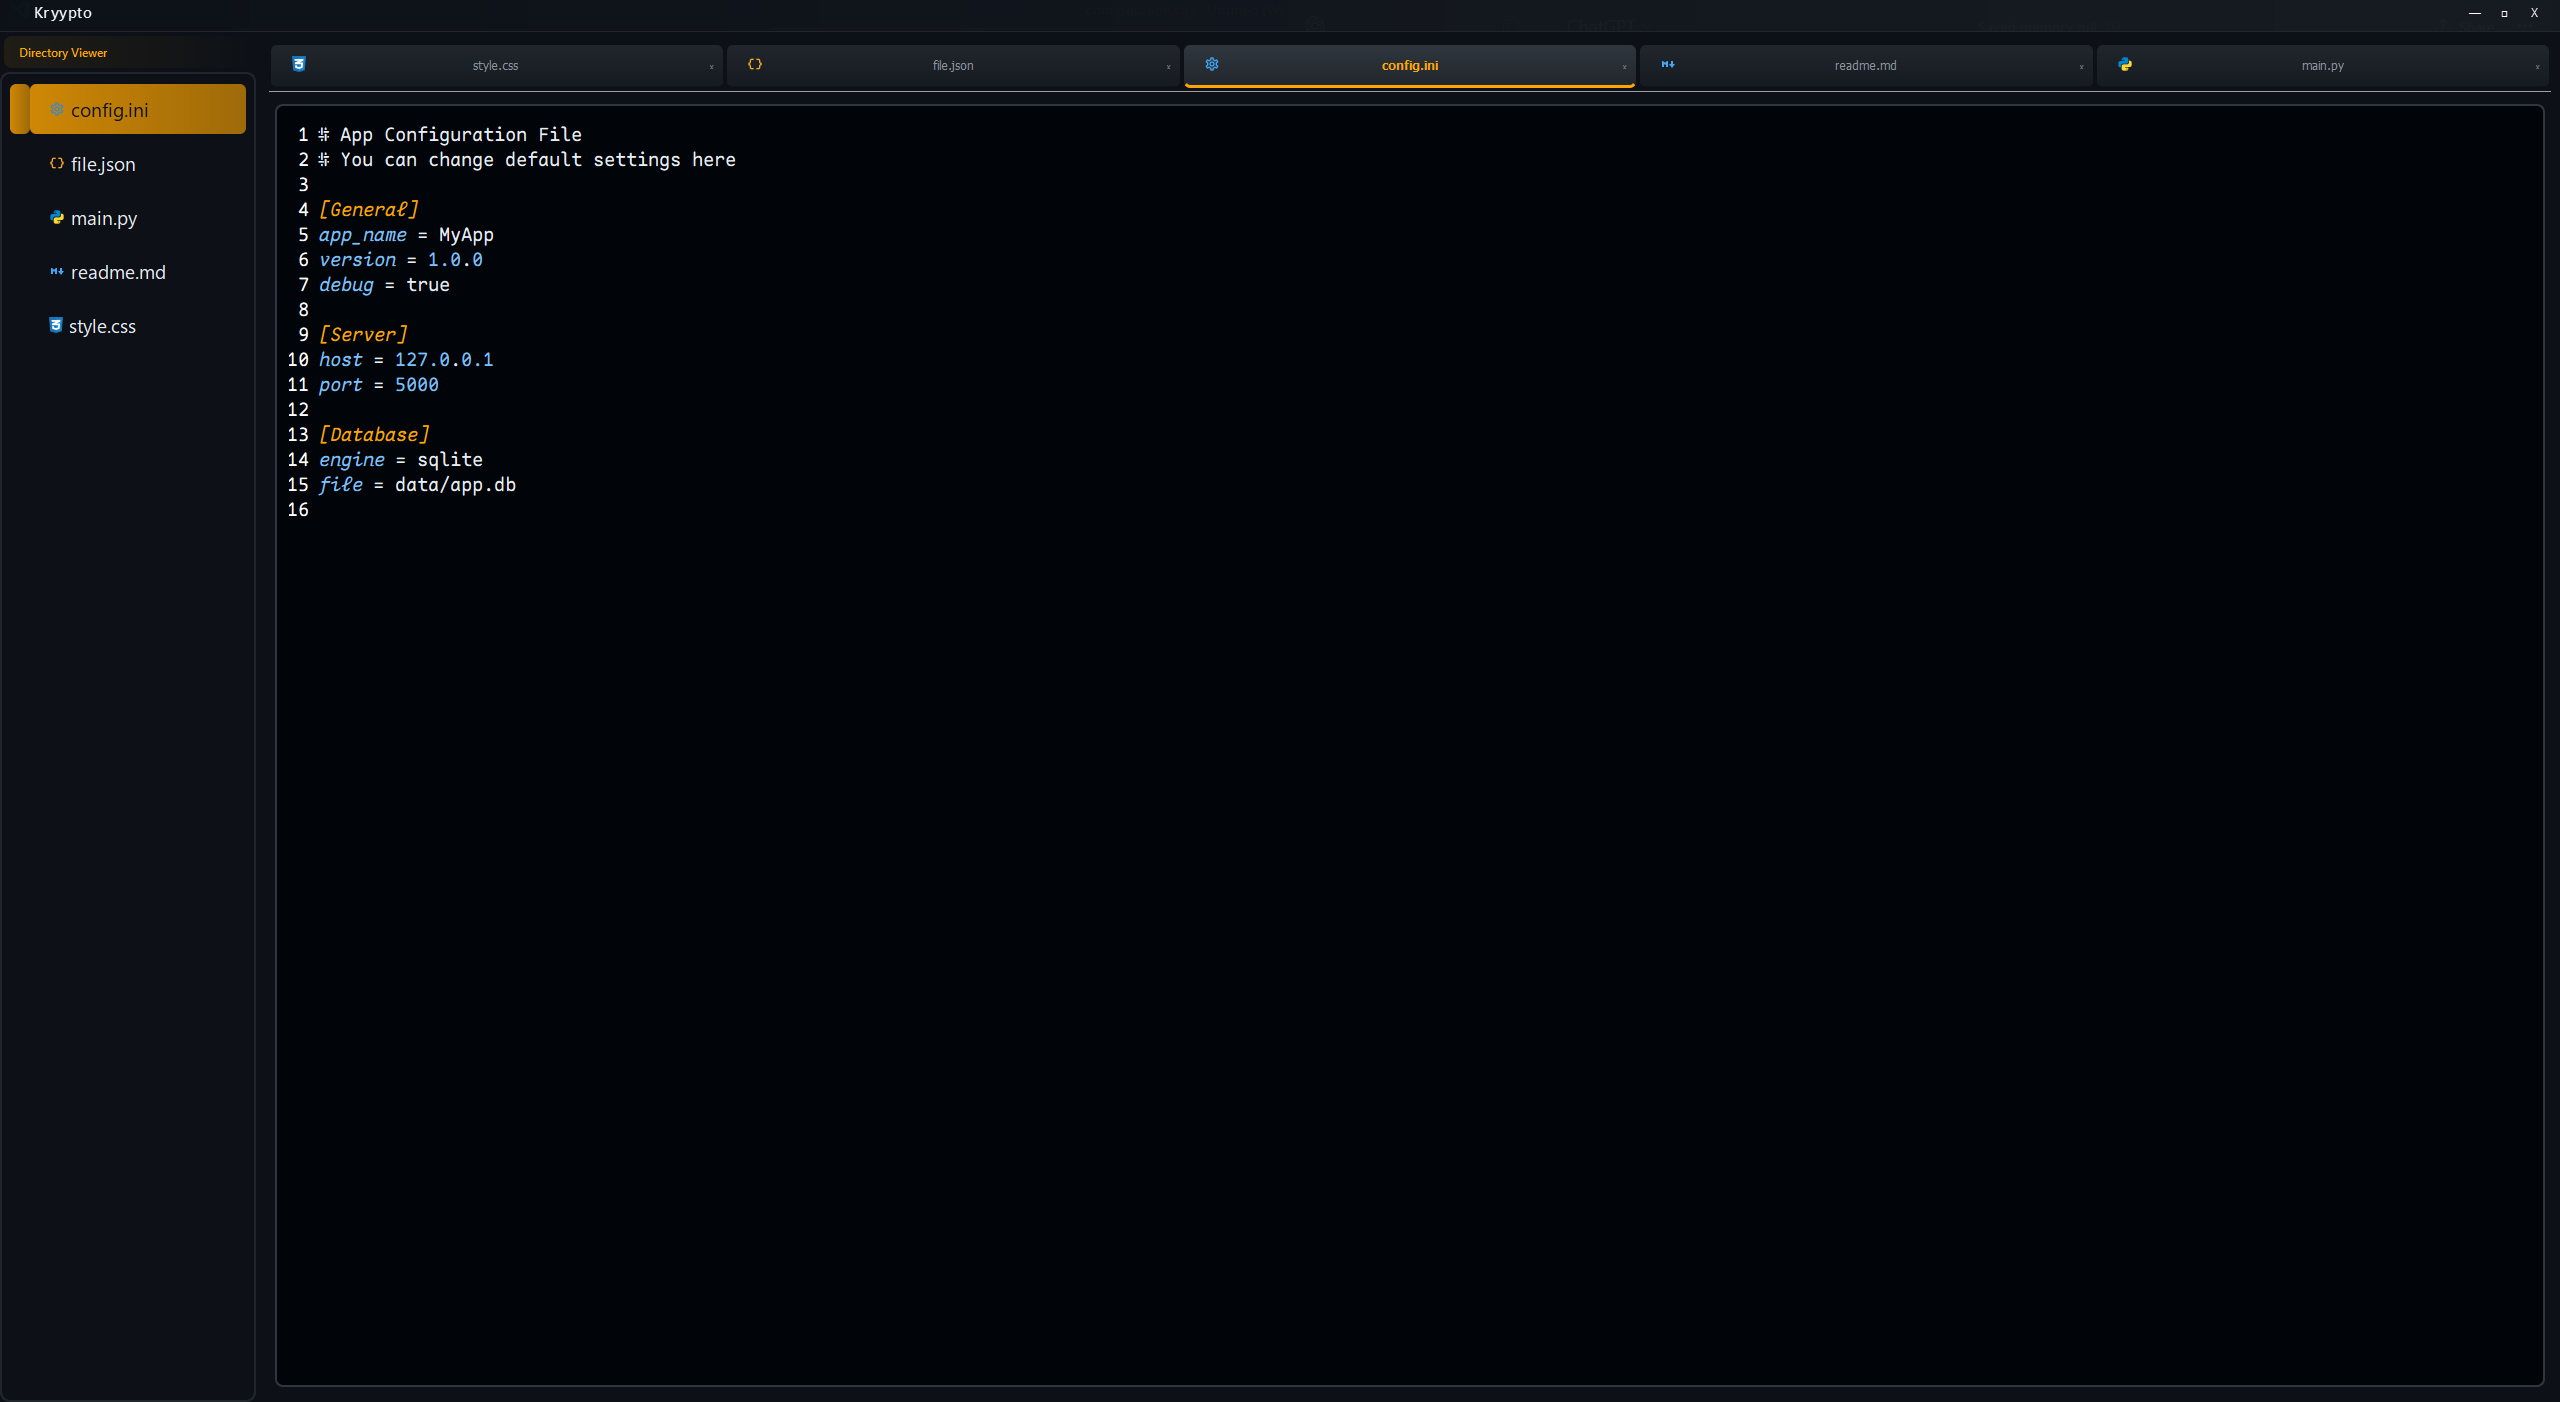 Kryypto
Directory Viewer
config.ini
file.json
main.py
readme.md
style.css
style.css x
file.json x
config.ini x
readme.md x
main.py x
1 # App Configuration File
2 # You can change default settings here
3
4 [General]
5 app_name = MyApp
6 version = 1.0.0
7 debug = true
8
9 [Server]
10 host = 127.0.0.1
11 port = 5000
12
13 [Database]
14 engine = sqlite
15 file = data/app.db
16